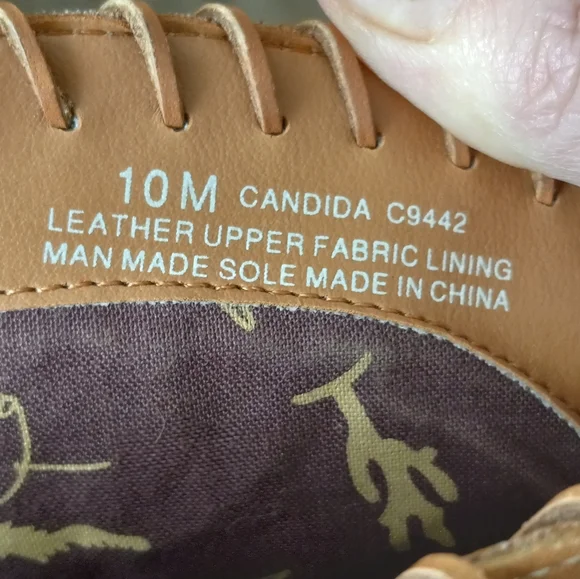 10M CANDIDA C9442
LEATHER UPPER FABRIC LINING
MAN MADE SOLE MADE IN CHINA